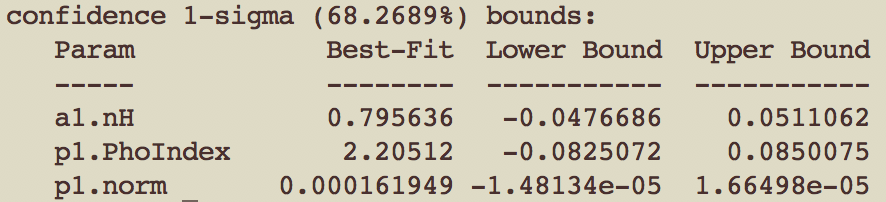 confidence 1-sigma (68.2689%) bounds:
Param Best-Fit Lower Bound Upper Bound
----- -------- ----------- -----------
a1.nH 0.795636 -0.0476686 0.0511062
p1.PhoIndex 2.20512 -0.0825072 0.0850075
p1.norm 0.000161949 -1.48134e-05 1.66498e-05